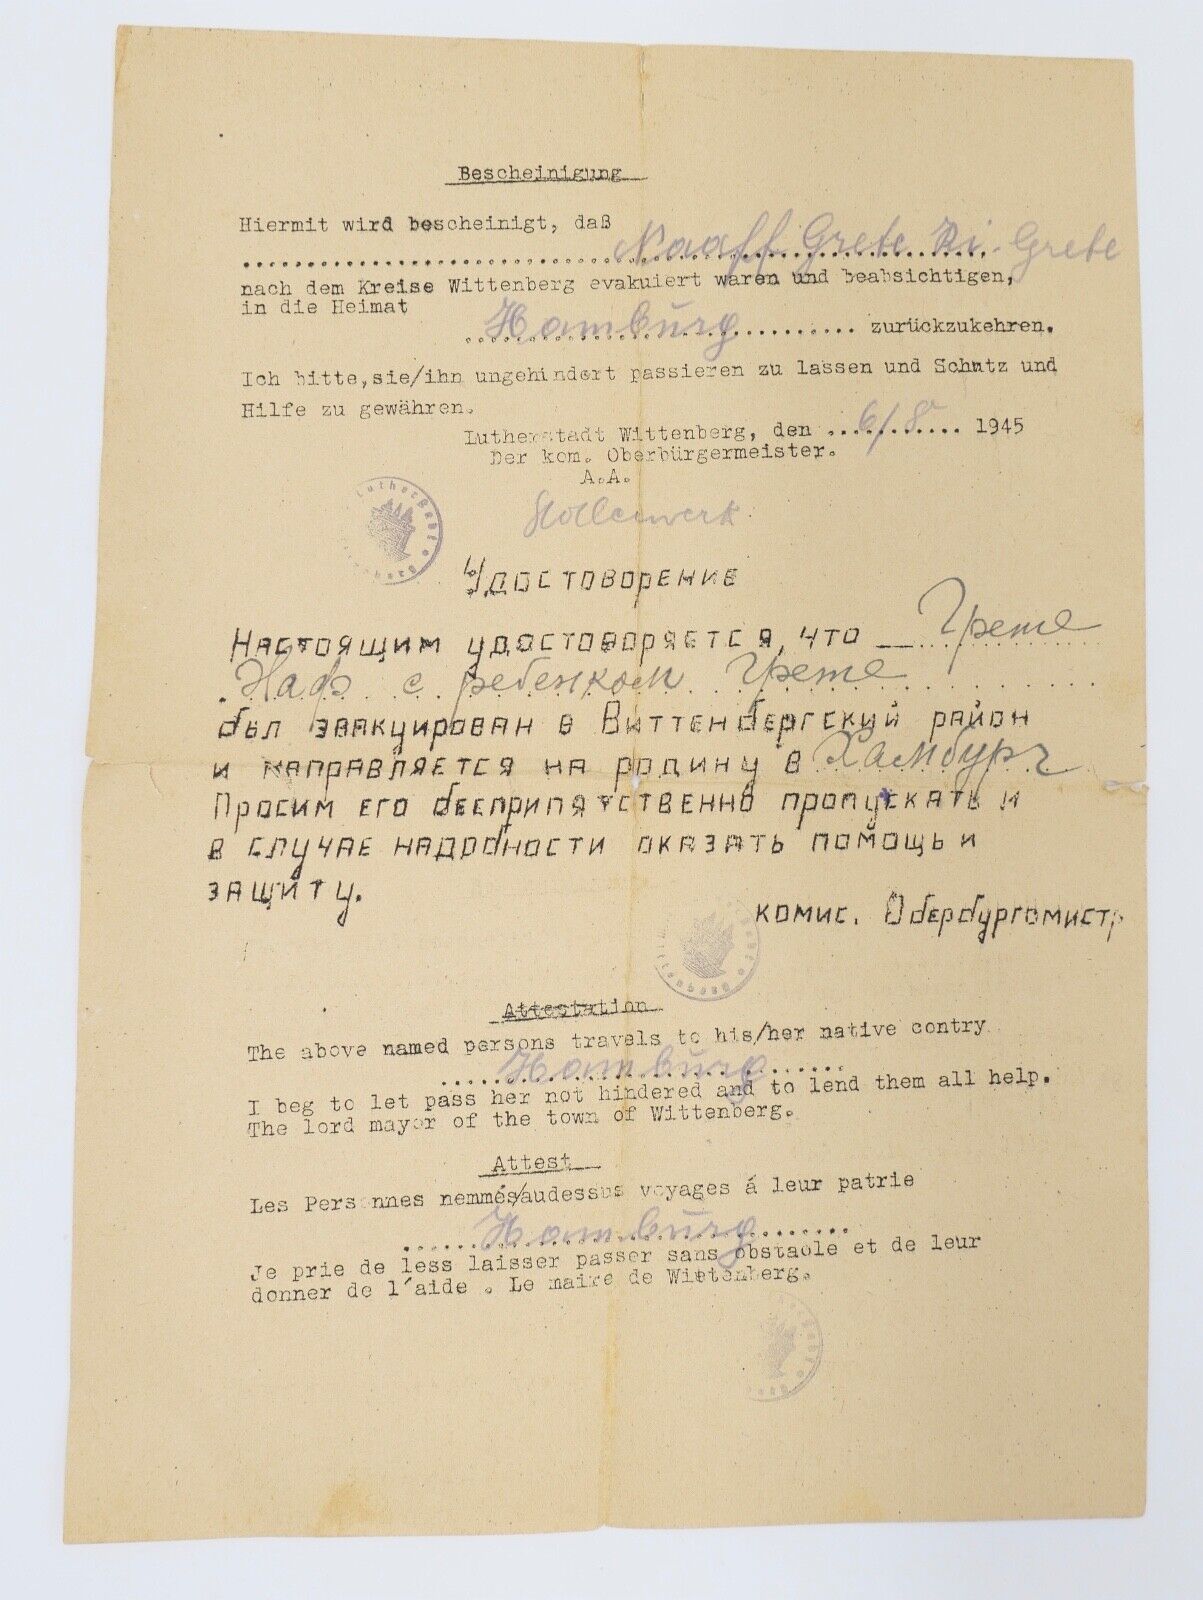 Bescheinigung
Hiermit wird bescheinigt, daß
Naaff Grete Ki. Grete
nach dem Kreise Wittenberg evakuiert waren und beabsichtigen,
in die Heimat
Hamburg ........... zurückzukehren.
Ich bitte, sie/ihn ungehindert passieren zu lassen und Schutz und
Hilfe zu gewähren.
Lutherstadt Wittenberg, den 6/8 1945
Der kom. Oberbürgermeister.
A.A.
Удостоворение
Настоящим удостоворяется, что Грете
Наф с ребенком Грете
был эвакуирован в Виттенбергский район
и направляется на родину в Хамбург
Просим его бесприпятственно пропускать и
в случае надобности оказать помощь и
защиту.
комис. Обербургомистр
Attestation
The above named persons travels to his/her native contry
Hamburg
I beg to let pass her not hindered and to lend them all help.
The lord mayor of the town of Wittenberg.
Attest
Les Personnes nemmés/audessus voyages á leur patrie
Hamburg
Je prie de less laisser passer sans obstaole et de leur
donner de l'aide . Le maire de Wittenberg.